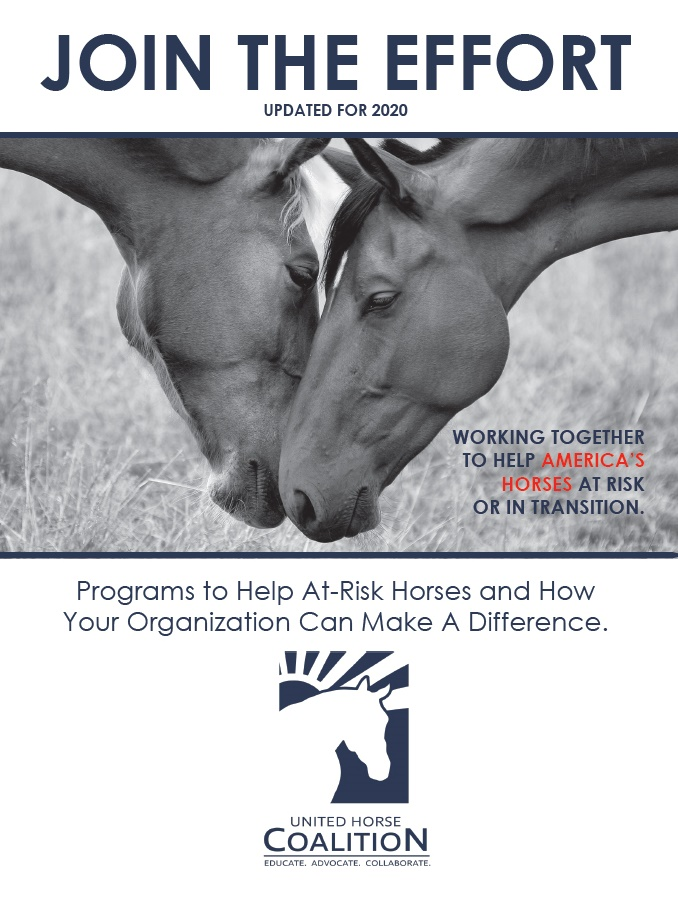 JOIN THE EFFORT
UPDATED FOR 2020
WORKING TOGETHER
TO HELP AMERICA'S
HORSES AT RISK
OR IN TRANSITION.
Programs to Help At-Risk Horses and How
Your Organization Can Make A Difference.
UNITED HORSE
COALITION
EDUCATE. ADVOCATE. COLLABORATE.